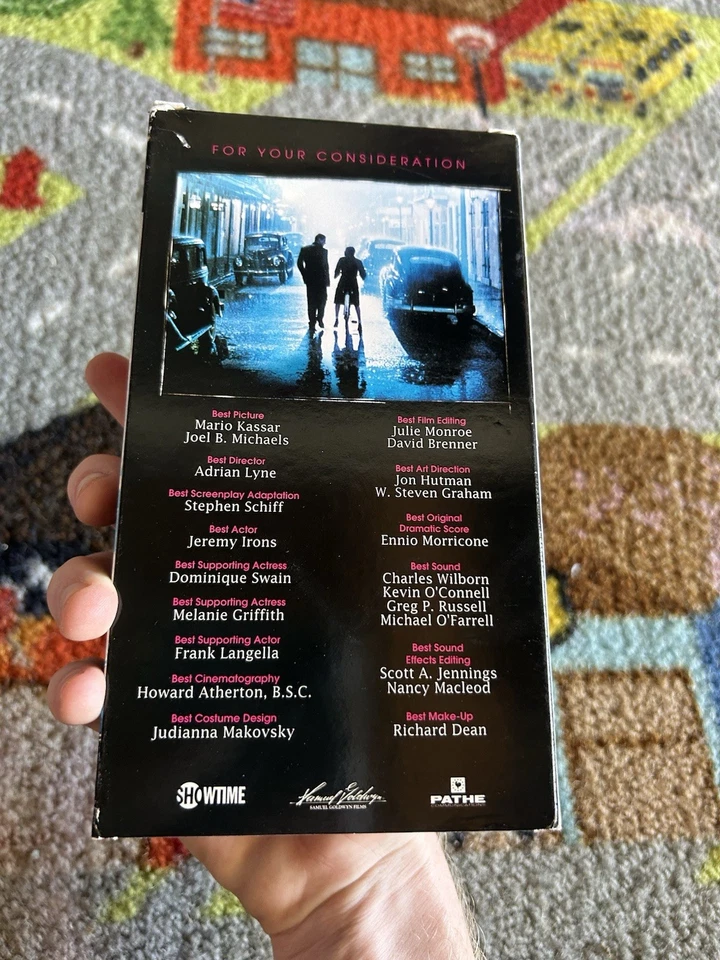 FOR YOUR CONSIDERATION
Best Picture
Mario Kassar
Joel B. Michaels
Best Director
Adrian Lyne
Best Screenplay Adaptation
Stephen Schiff
Best Actor
Jeremy Irons
Best Supporting Actress
Dominique Swain
Best Supporting Actress
Melanie Griffith
Best Supporting Actor
Frank Langella
Best Cinematography
Howard Atherton, B.S.C.
Best Costume Design
Judianna Makovsky
Best Film Editing
Julie Monroe
David Brenner
Best Art Direction
Jon Hutman
W. Steven Graham
Best Original
Dramatic Score
Ennio Morricone
Best Sound
Charles Wilborn
Kevin O'Connell
Greg P. Russell
Michael O'Farrell
Best Sound
Effects Editing
Scott A. Jennings
Nancy Macleod
Best Make-Up
Richard Dean
SHOWTIME
Samuel Goldwyn
SAMUEL GOLDWYN FILMS
PATHE
COMMUNICATIONS